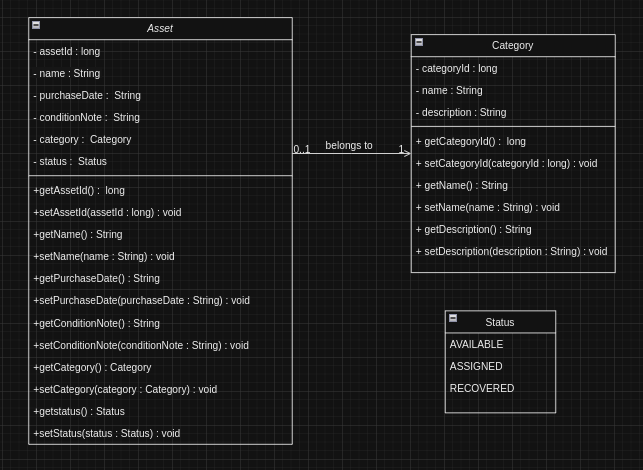 Asset
- assetId : long
- name : String
- purchaseDate :  String
- conditionNote :  String
- category :  Category
- status :  Status
+getAssetId() :  long
+setAssetId(assetId : long) : void
+getName() : String
+setName(name : String) : void
+getPurchaseDate() : String
+setPurchaseDate(purchaseDate : String) : void
+getConditionNote() : String
+setConditionNote(conditionNote : String) : void
+getCategory() : Category
+setCategory(category : Category) : void
+getstatus() : Status
+setStatus(status : Status) : void
0..1
belongs to
1
Category
- categoryId : long
- name : String
- description : String
+ getCategoryId() :  long
+ setCategoryId(categoryId : long) : void
+ getName() : String
+ setName(name : String) : void
+ getDescription() : String
+ setDescription(description : String) : void
Status
AVAILABLE
ASSIGNED
RECOVERED